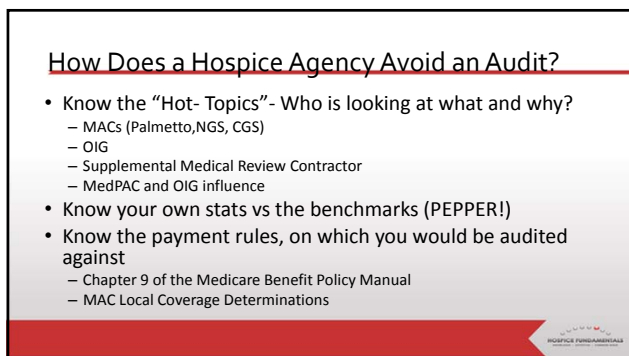 How Does a Hospice Agency Avoid an Audit?
• Know the “Hot- Topics”- Who is looking at what and why?
– MACs (Palmetto,NGS, CGS)
– OIG
– Supplemental Medical Review Contractor
– MedPAC and OIG influence
• Know your own stats vs the benchmarks (PEPPER!)
• Know the payment rules, on which you would be audited
against
– Chapter 9 of the Medicare Benefit Policy Manual
– MAC Local Coverage Determinations
HOSPICE FUNDAMENTALS